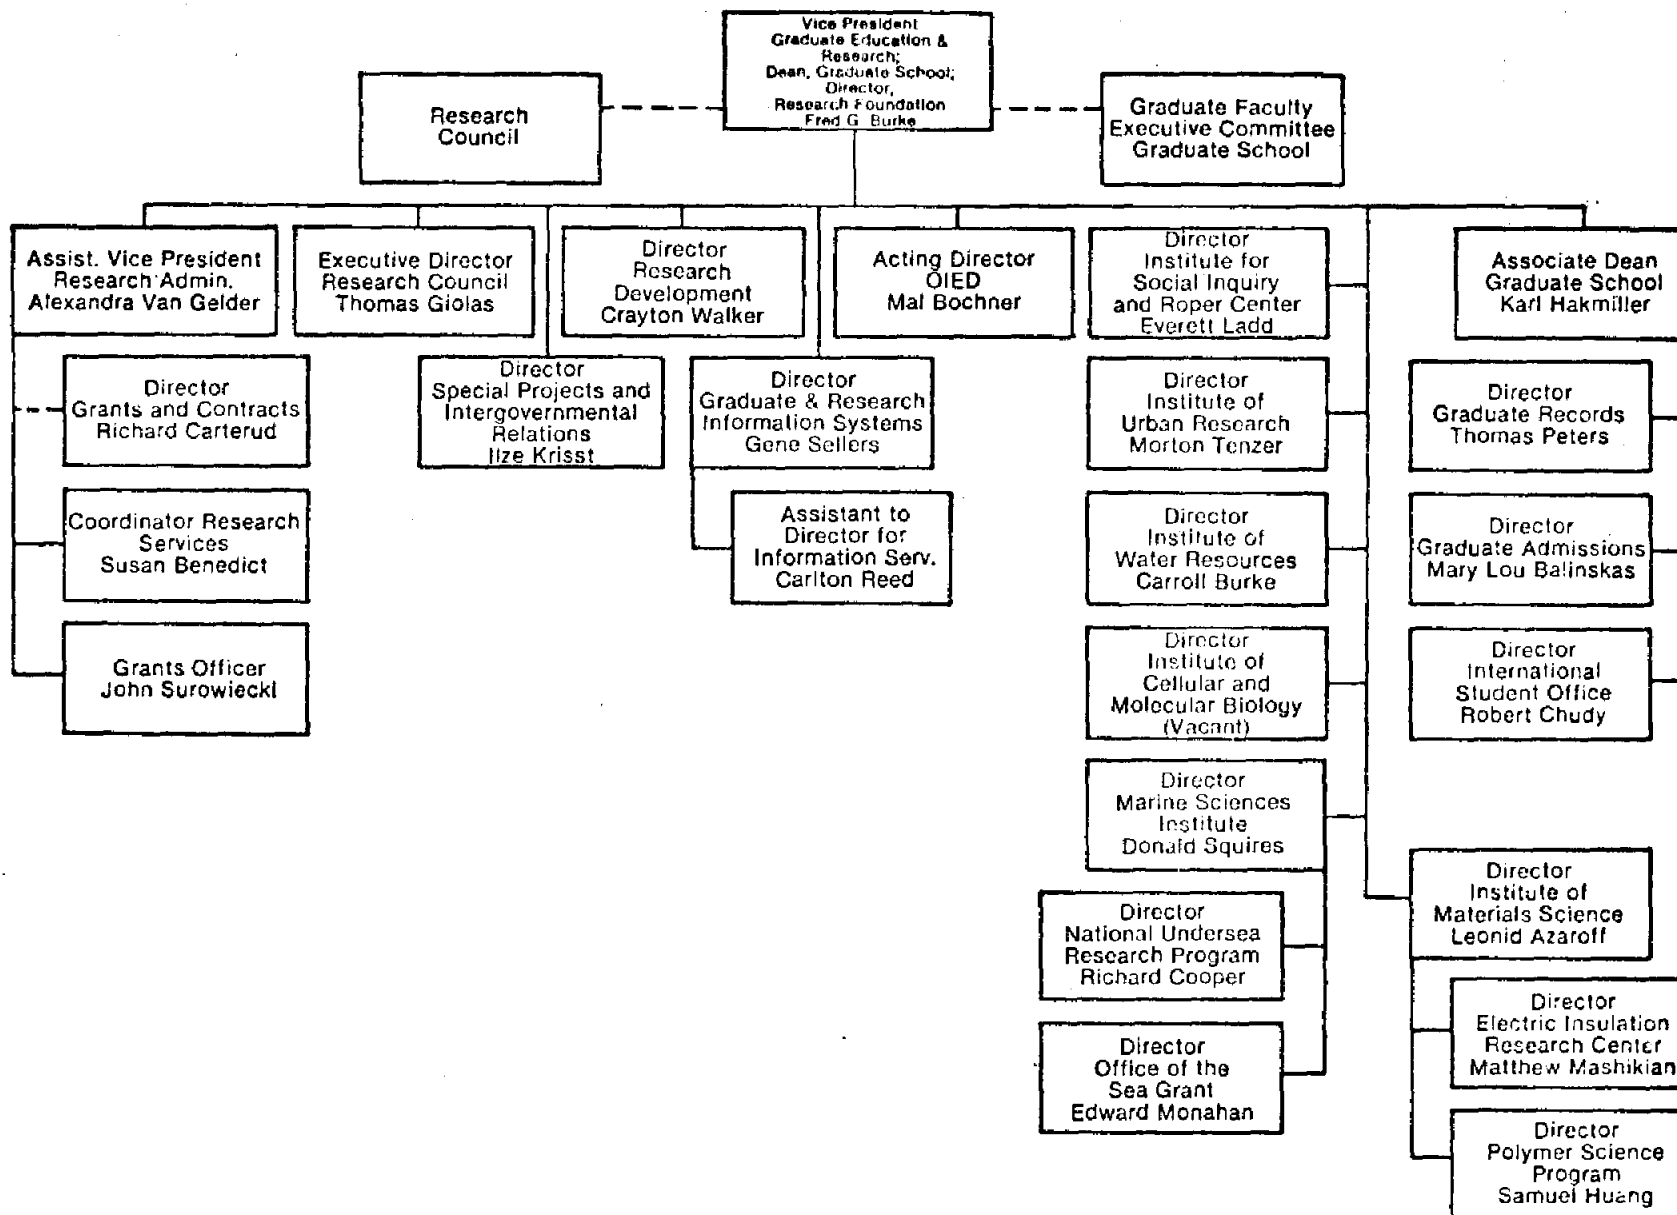 Vice President
Graduate Education &
Research;
Dean, Graduate School;
Director,
Research Foundation
Fred G. Burke
Research
Council
Graduate Faculty
Executive Committee
Graduate School
Assist. Vice President
Research Admin.
Alexandra Van Gelder
Executive Director
Research Council
Thomas Giolas
Director
Research
Development
Crayton Walker
Acting Director
OIED
Mal Bochner
Director
Institute for
Social Inquiry
and Roper Center
Everett Ladd
Associate Dean
Graduate School
Karl Hakmiller
Director
Grants and Contracts
Richard Carterud
Director
Special Projects and
Intergovernmental
Relations
Ilze Krisst
Director
Graduate & Research
Information Systems
Gene Sellers
Director
Institute of
Urban Research
Morton Tenzer
Director
Graduate Records
Thomas Peters
Coordinator Research
Services
Susan Benedict
Assistant to
Director for
Information Serv.
Carlton Reed
Director
Institute of
Water Resources
Carroll Burke
Director
Graduate Admissions
Mary Lou Balinskas
Grants Officer
John Surowiecki
Director
Institute of
Cellular and
Molecular Biology
(Vacant)
Director
International
Student Office
Robert Chudy
Director
Marine Sciences
Institute
Donald Squires
Director
Institute of
Materials Science
Leonid Azaroff
Director
National Undersea
Research Program
Richard Cooper
Director
Electric Insulation
Research Center
Matthew Mashikian
Director
Office of the
Sea Grant
Edward Monahan
Director
Polymer Science
Program
Samuel Huang